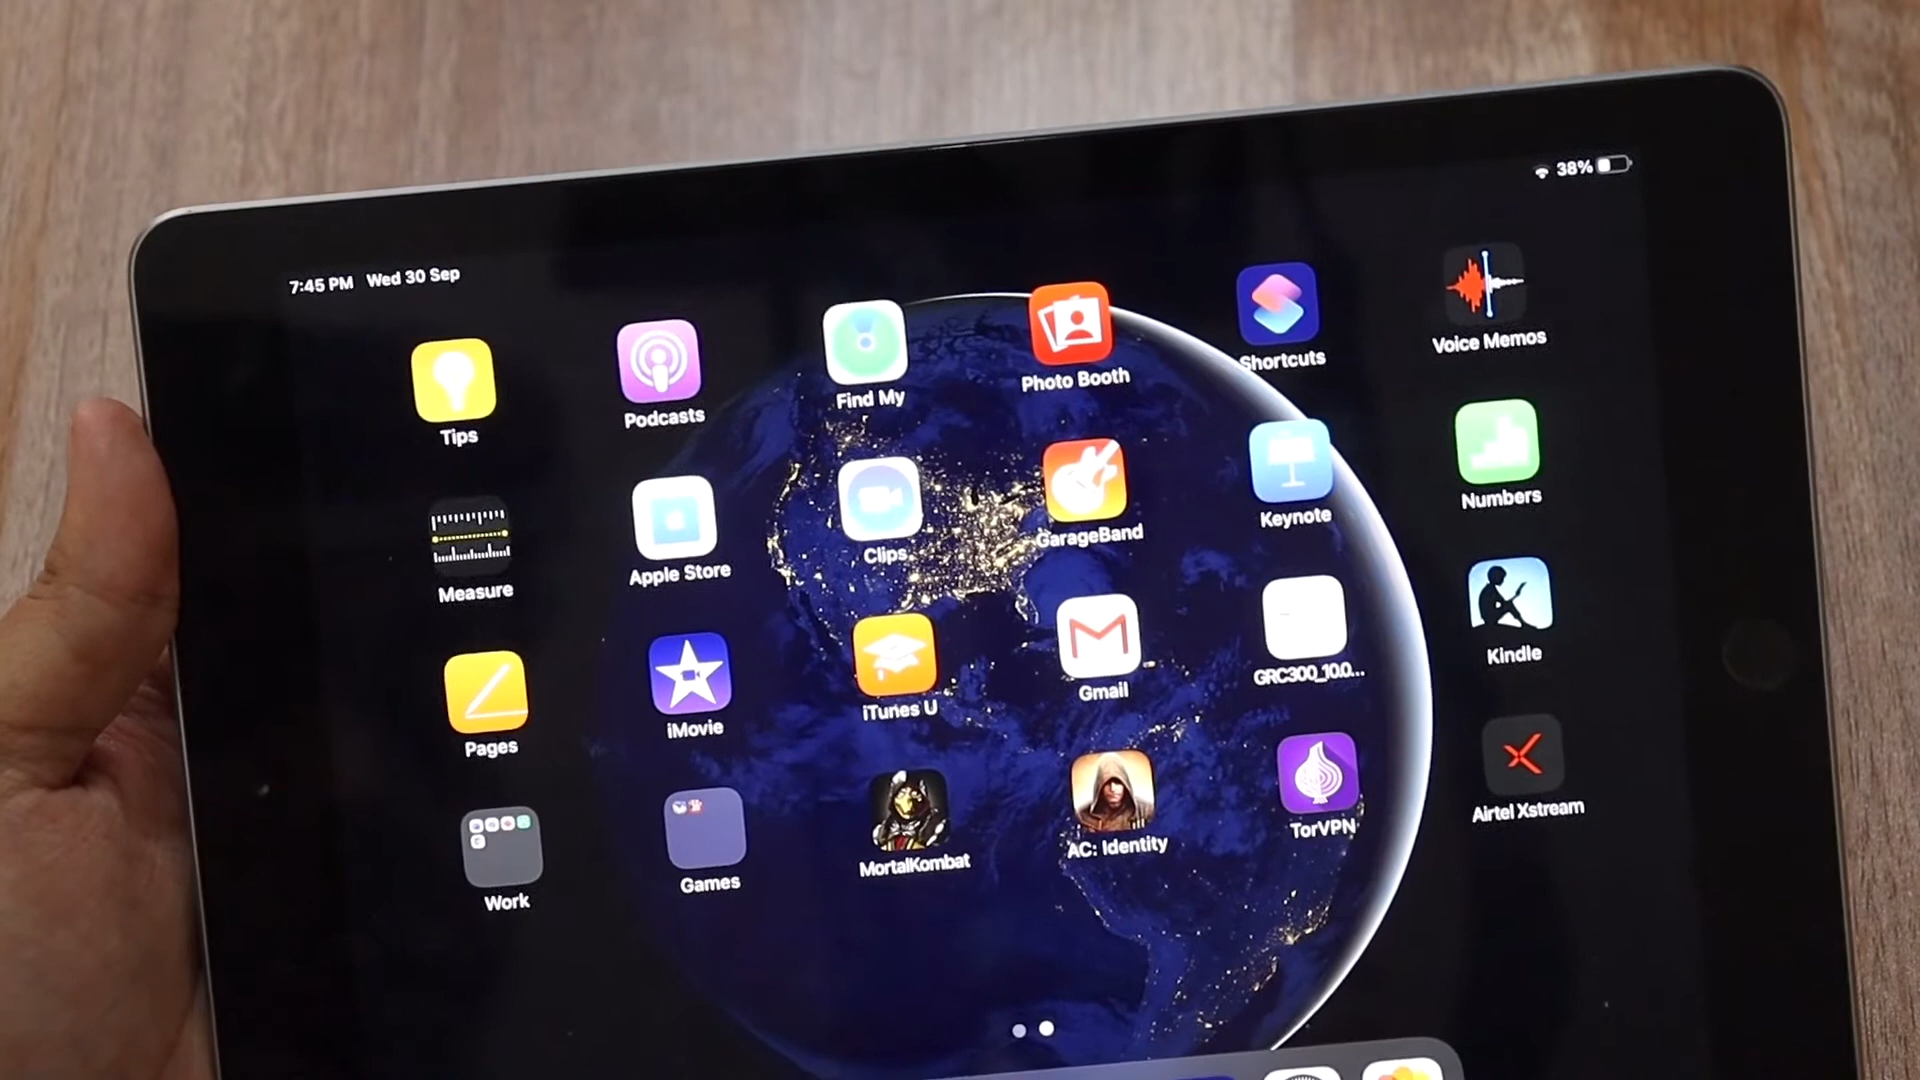 7:45 PM Wed 30 Sep
38%
Tips
Podcasts
Find My
Photo Booth
Shortcuts
Voice Memos
Measure
Apple Store
Clips
GarageBand
Keynote
Numbers
Pages
iMovie
iTunes U
Gmail
GRC300_10.0...
Kindle
Work
Games
MortalKombat
AC: Identity
TorVPN
Airtel Xstream